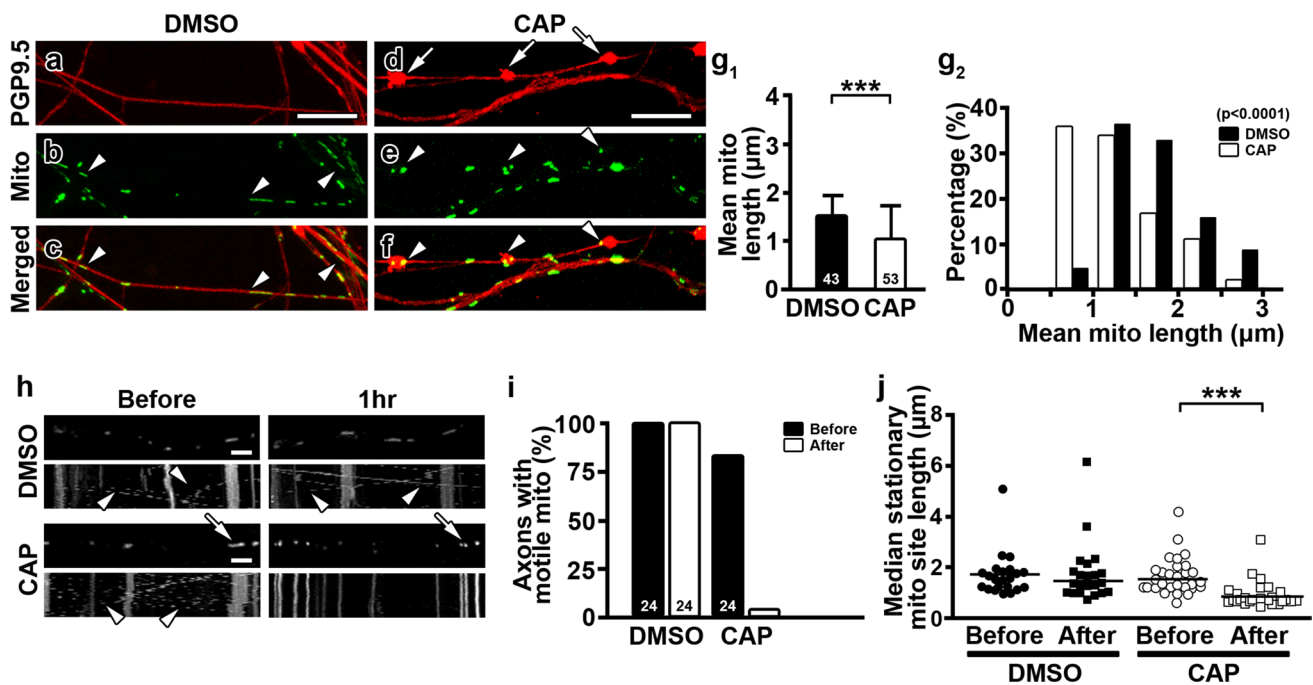 DMSO
CAP
PGP9.5
Mito
Merged
a
b
c
d
e
f
g1
Mean mito
length (µm)
4
3
2
1
0
***
43
53
DMSO CAP
g2
Percentage (%)
40
30
20
10
0
(p<0.0001)
DMSO
CAP
0 1 2 3
Mean mito length (µm)
h
Before
1hr
DMSO
CAP
i
Axons with
motile mito (%)
100
75
50
25
0
Before
After
24
24
24
DMSO CAP
j
Median stationary
mito site length (µm)
8
6
4
2
0
***
Before After Before After
DMSO CAP